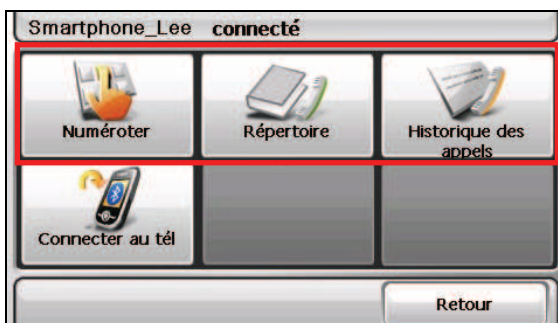 Smartphone_Lee connecté
Numéroter
Répertoire
Historique des
appels
Connecter au tél
Retour